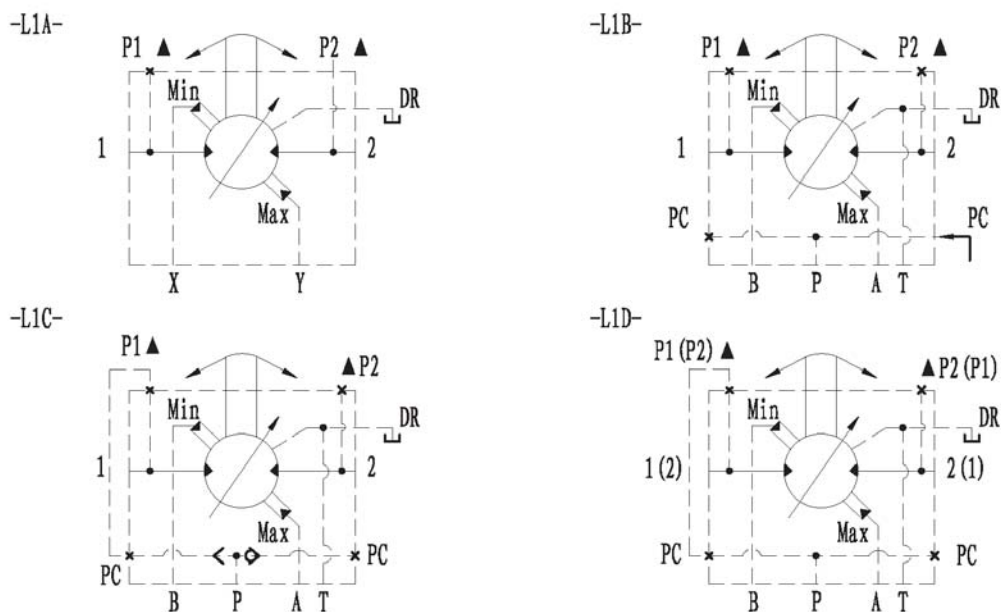 -L1A-
P1 P2
Min
DR
1 2
Max
X Y
-L1B-
P1 P2
Min
DR
1 2
Max
PC PC
B P A T
-L1C-
P1 P2
Min
DR
1 2
Max
PC PC
B P A T
-L1D-
P1(P2) P2(P1)
Min
DR
1(2) 2(1)
Max
PC PC
B P A T